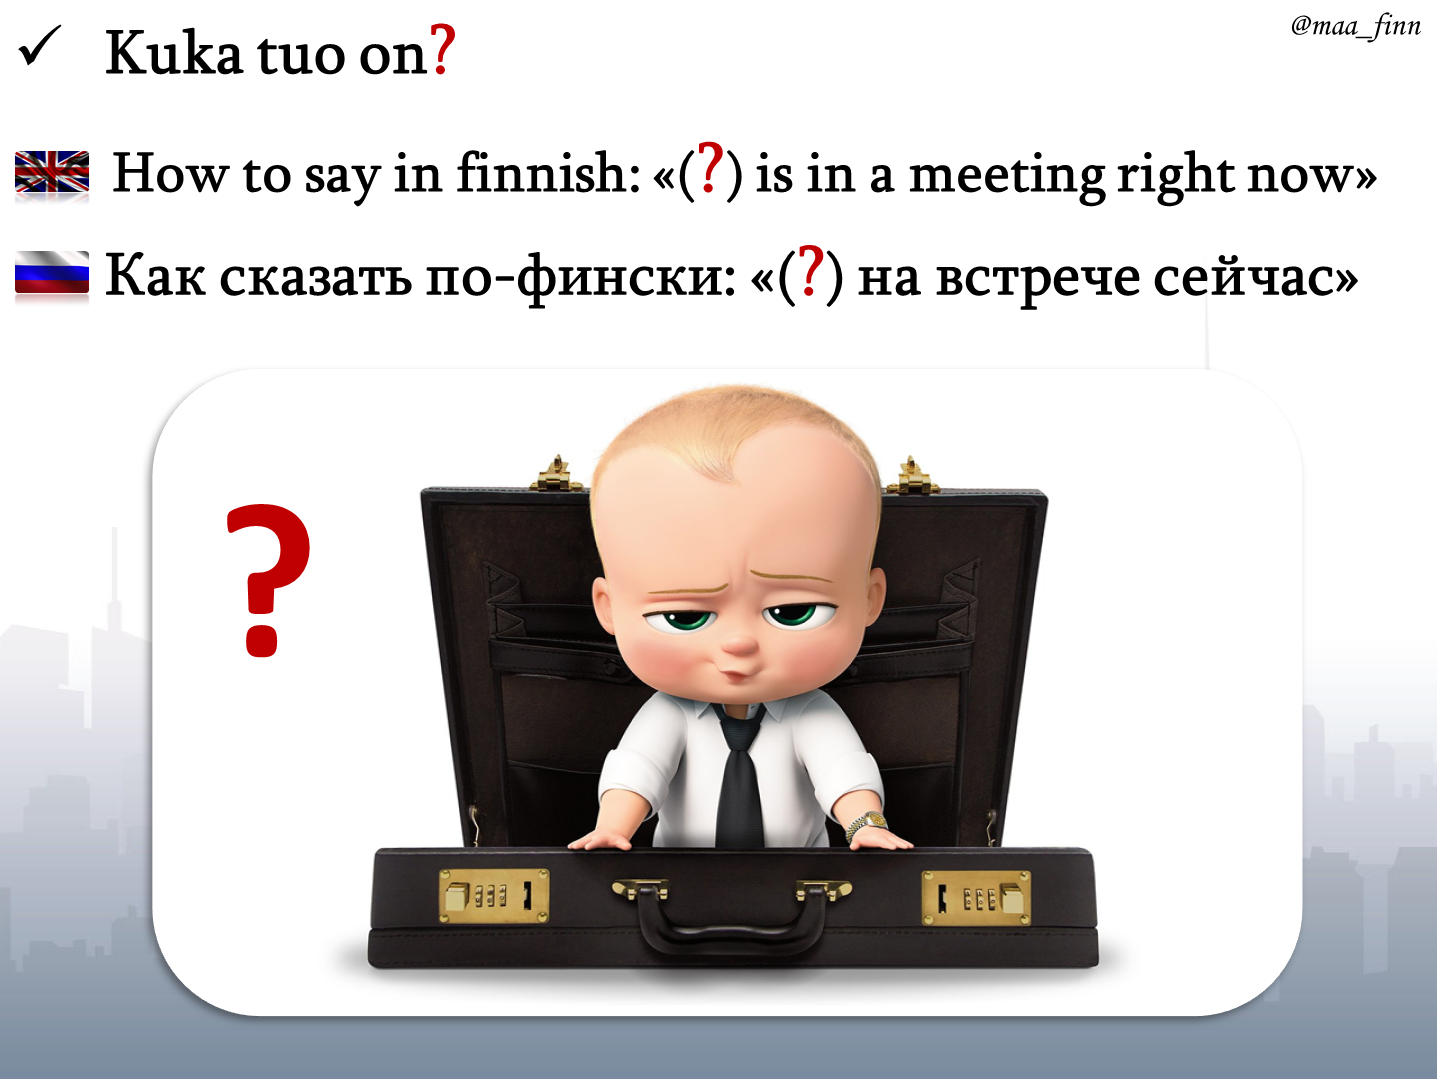 @maa_finn
✓ Kuka tuo on?
How to say in finnish: «(?) is in a meeting right now»
Как сказать по-фински: «(?) на встрече сейчас»
?